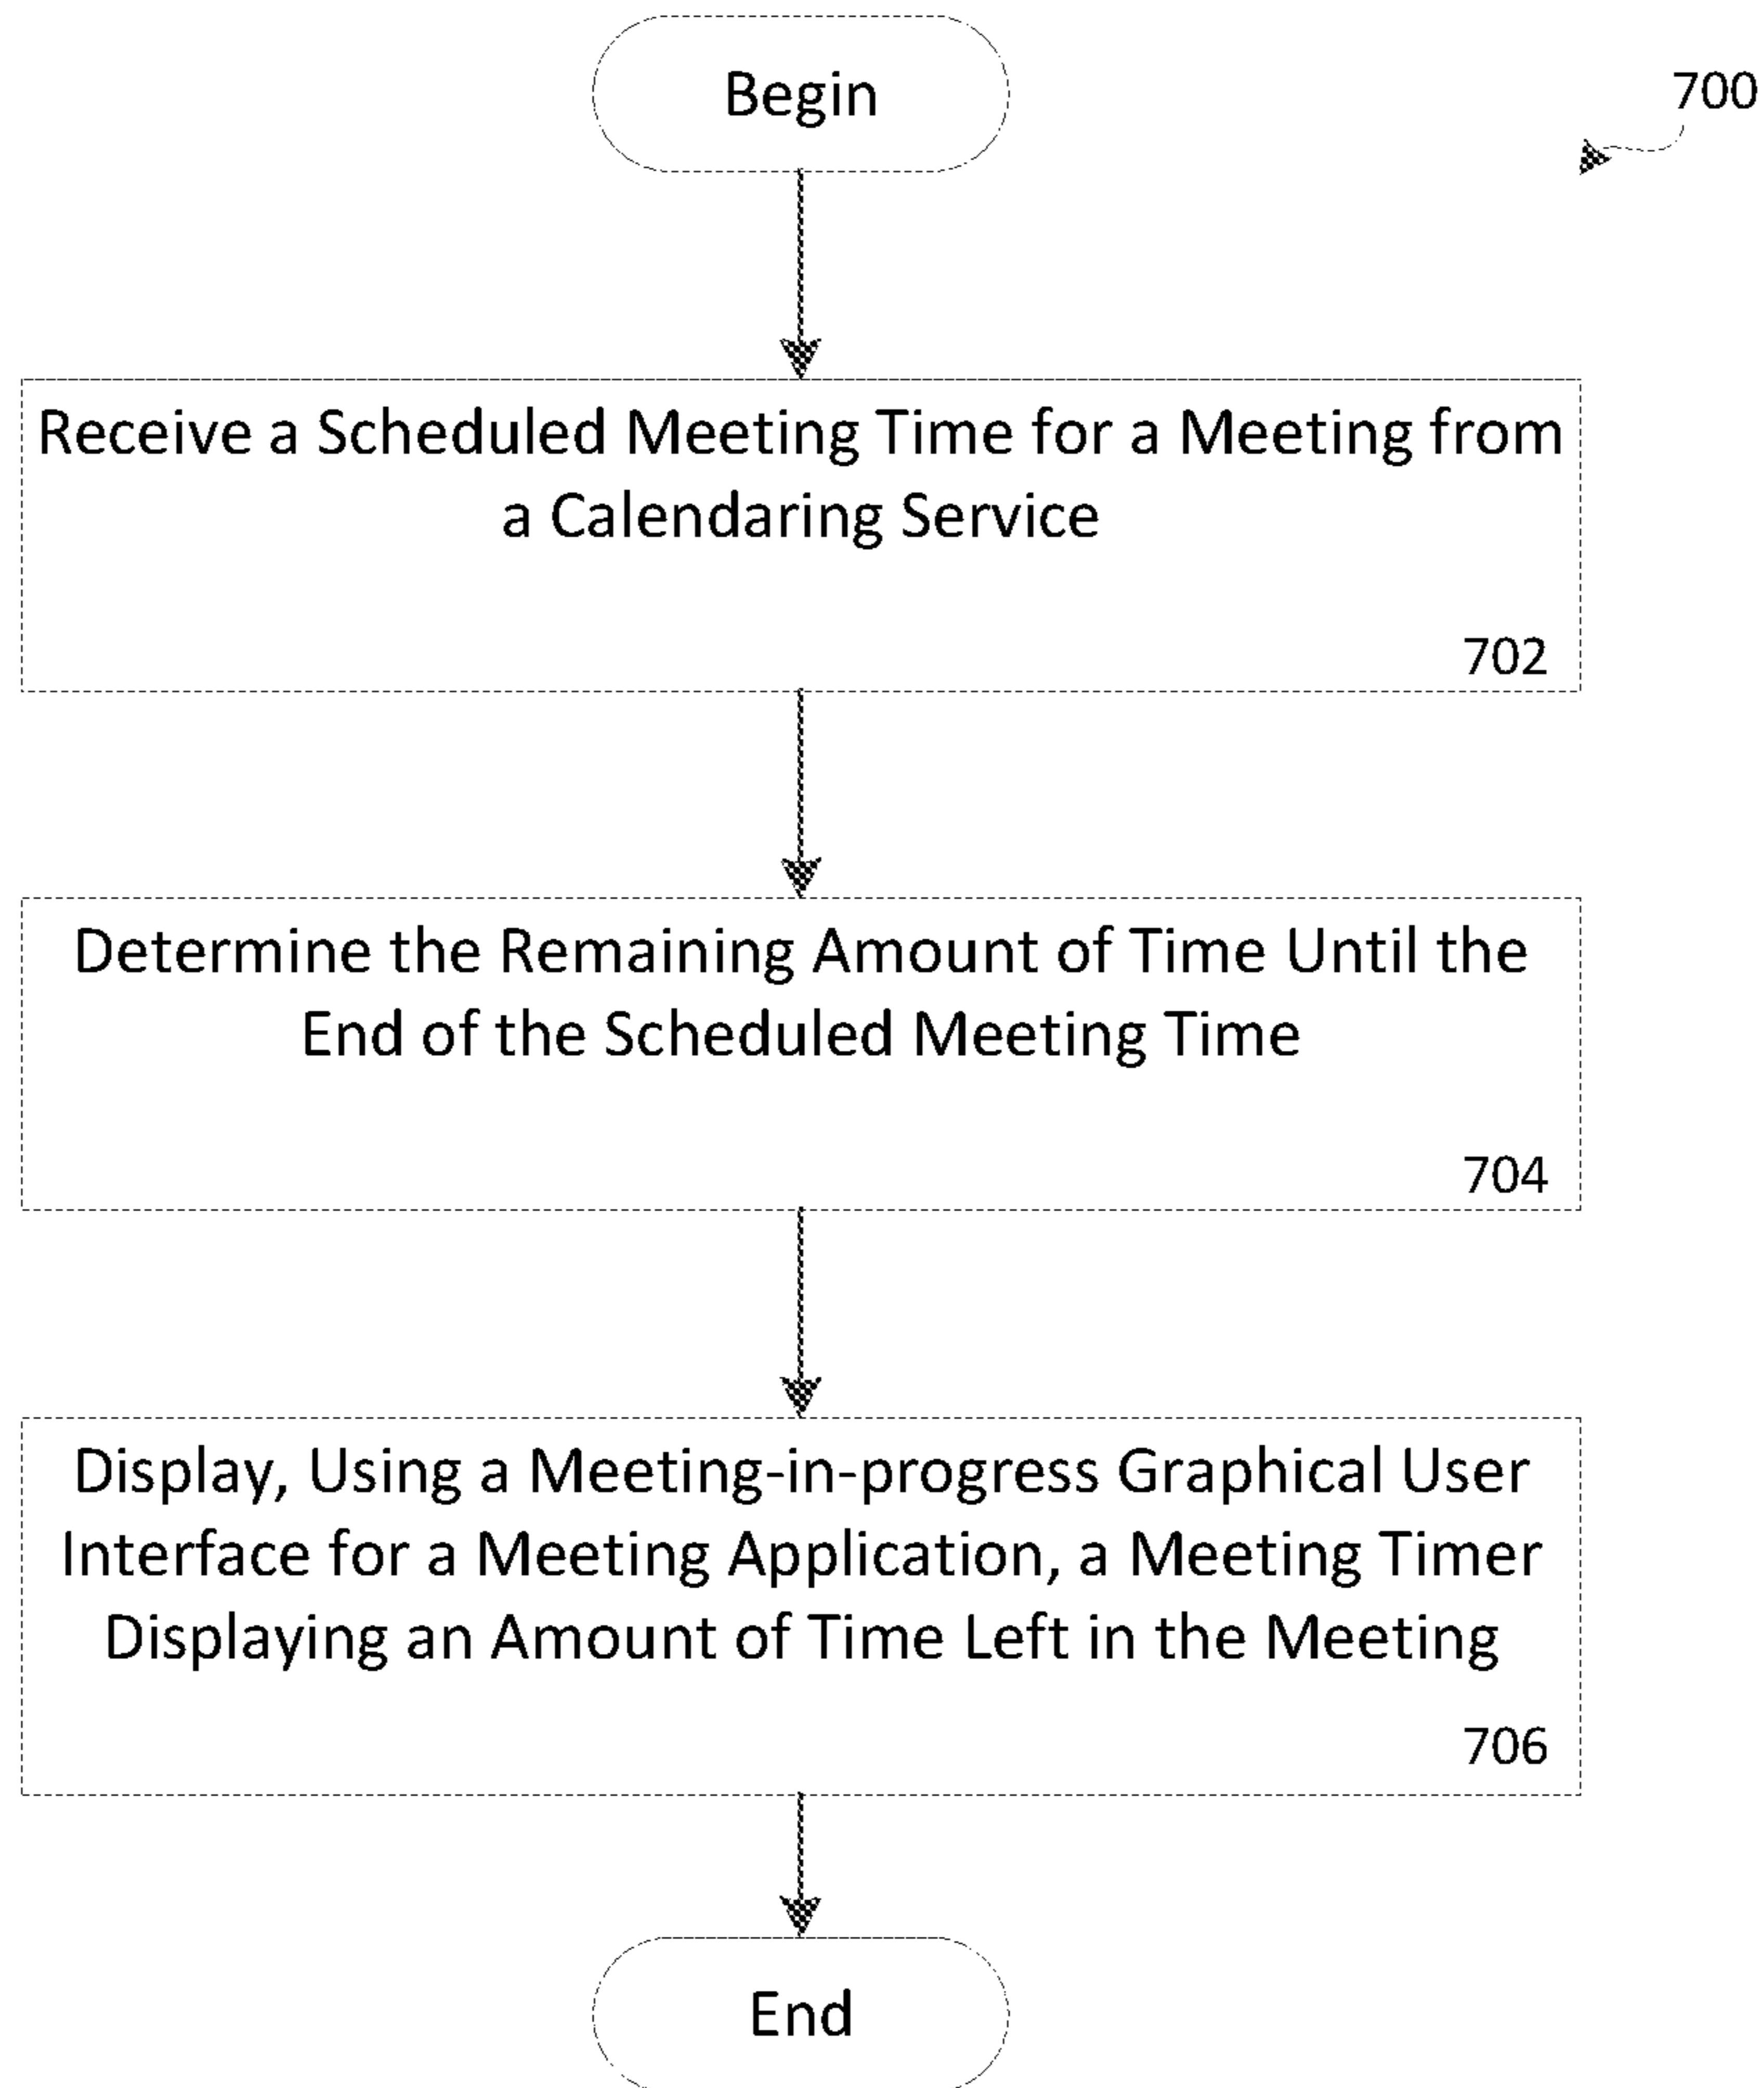 Begin
700
Receive a Scheduled Meeting Time for a Meeting from
a Calendaring Service
702
Determine the Remaining Amount of Time Until the
End of the Scheduled Meeting Time
704
Display, Using a Meeting-in-progress Graphical User
Interface for a Meeting Application, a Meeting Timer
Displaying an Amount of Time Left in the Meeting
706
End